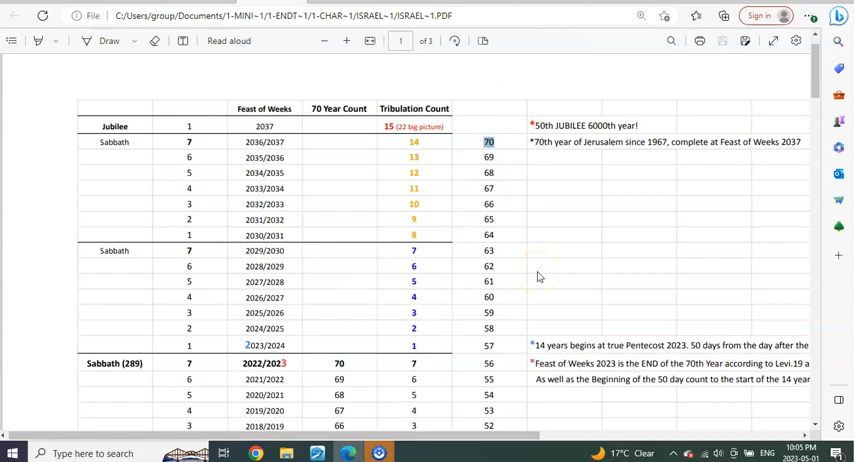 C:/Users/group/Documents/1-MINI~1/1-ENDT~1/1-CHAR~1/ISRAEL~1/ISRAEL~1.PDF
Sign in
Draw
Read aloud
1 of 3
Feast of Weeks 70 Year Count Tribulation Count
Jubilee 1 2037 15 (22 big picture) *50th JUBILEE 6000th year!
Sabbath 7 2036/2037 14 70 *70th year of Jerusalem since 1967, complete at Feast of Weeks 2037
6 2035/2036 13 69
5 2034/2035 12 68
4 2033/2034 11 67
3 2032/2033 10 66
2 2031/2032 9 65
1 2030/2031 8 64
Sabbath 7 2029/2030 7 63
6 2028/2029 6 62
5 2027/2028 5 61
4 2026/2027 4 60
3 2025/2026 3 59
2 2024/2025 2 58
1 2023/2024 1 57 *14 years begins at true Pentecost 2023. 50 days from the day after the
Sabbath (289) 7 2022/2023 70 7 56 *Feast of Weeks 2023 is the END of the 70th Year according to Levi.19 a
6 2021/2022 69 6 55 As well as the Beginning of the 50 day count to the start of the 14 year
5 2020/2021 68 5 54
4 2019/2020 67 4 53
3 2018/2019 66 3 52
Type here to search
17°C Clear
ENG
10:05 PM
2023-05-01